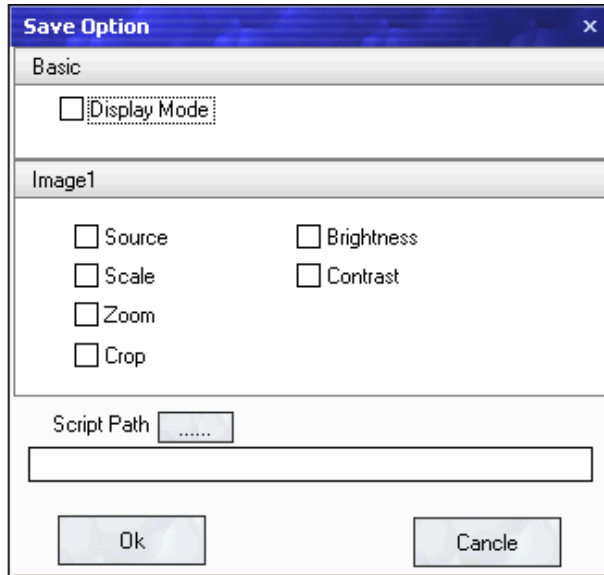 Save Option
Basic
Display Mode
Image1
Source Brightness
Scale Contrast
Zoom
Crop
Script Path ......
Ok Cancle